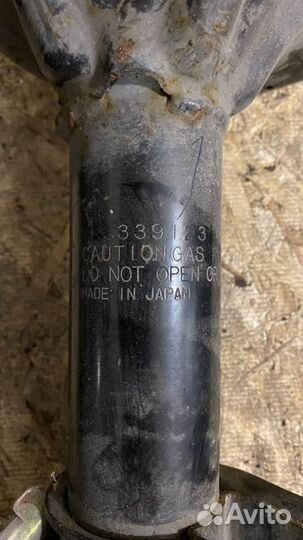 339123
CAUTION GAS
DO NOT OPEN OR
MADE IN JAPAN
Avito